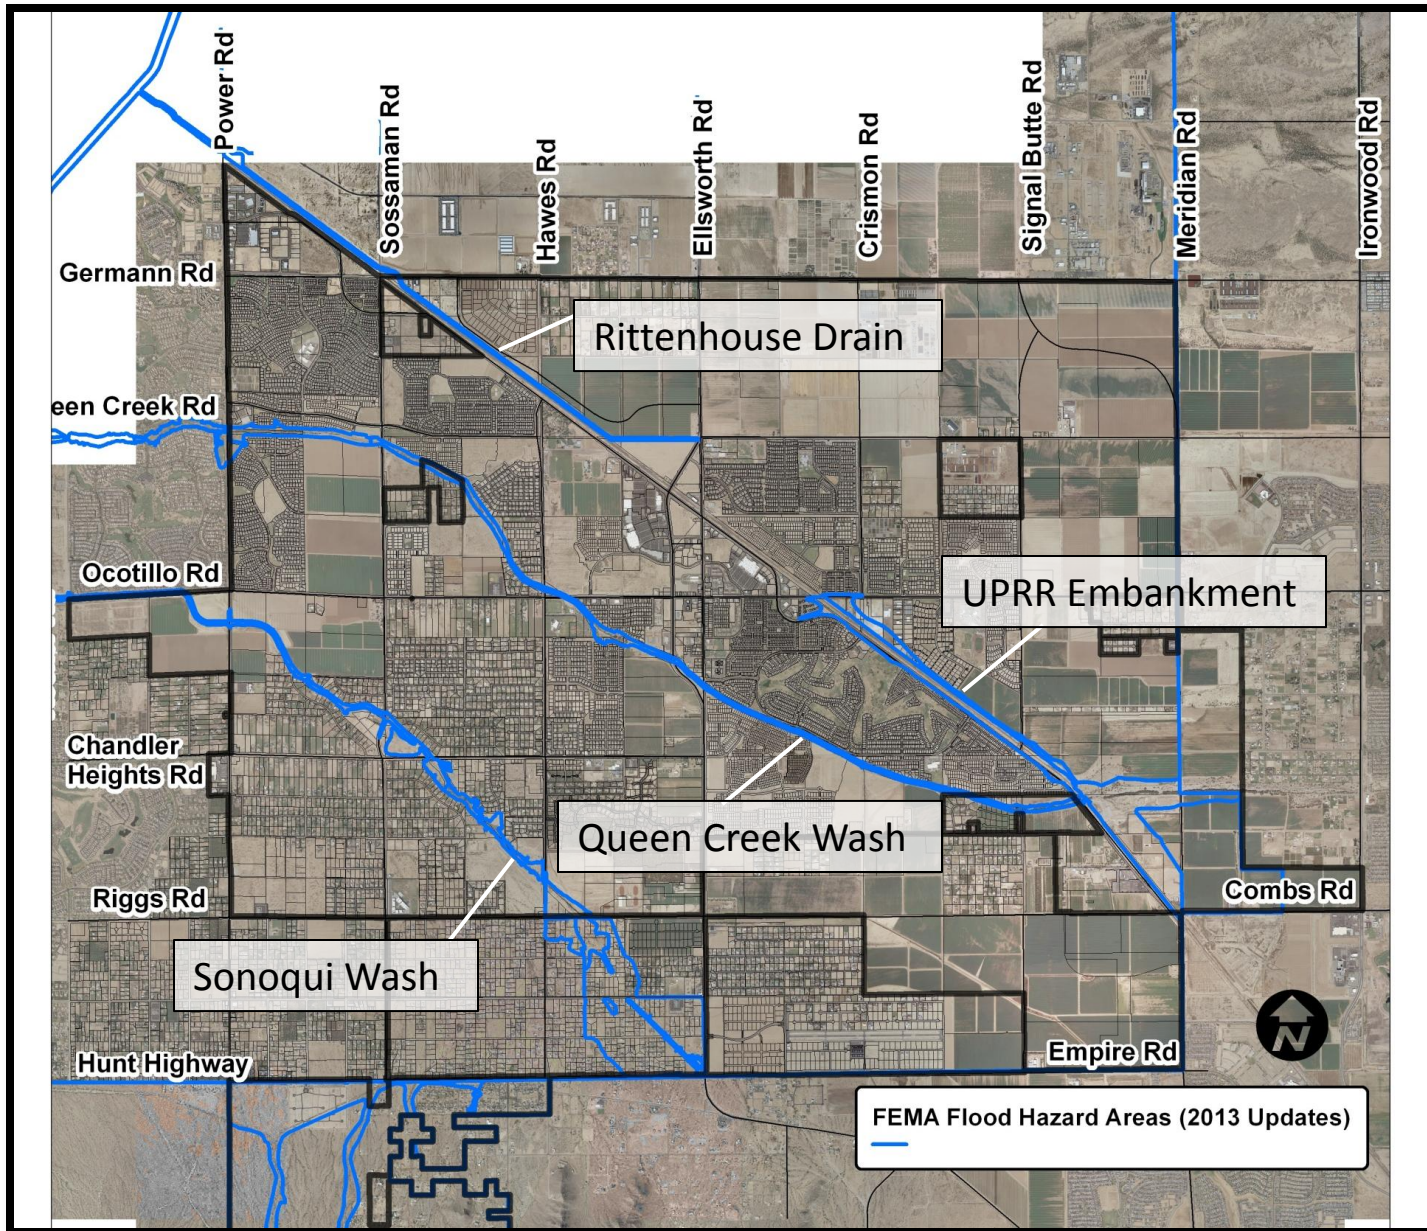 Power Rd
Sossaman Rd
Hawes Rd
Ellsworth Rd
Crismon Rd
Signal Butte Rd
Meridian Rd
Ironwood Rd
Germann Rd
Rittenhouse Drain
een Creek Rd
Ocotillo Rd
UPRR Embankment
Chandler
Heights Rd
Queen Creek Wash
Riggs Rd
Combs Rd
Sonoqui Wash
N
Hunt Highway
Empire Rd
FEMA Flood Hazard Areas (2013 Updates)